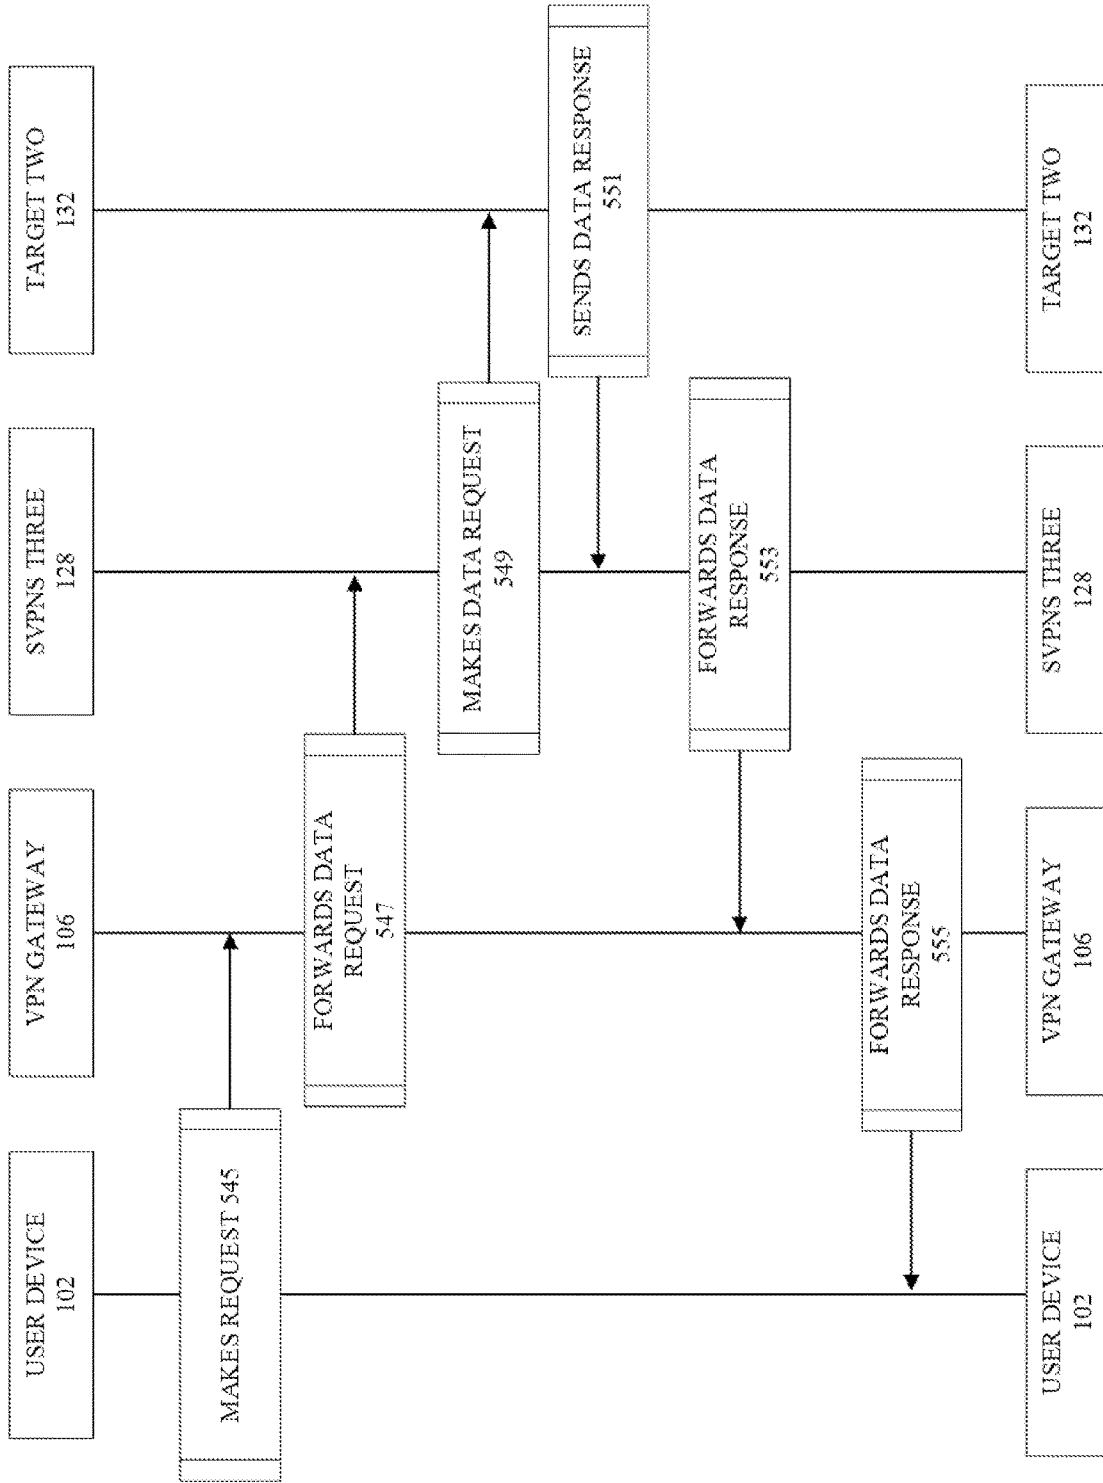 USER DEVICE
102
VPN GATEWAY
106
SVPNS THREE
128
TARGET TWO
132
MAKES REQUEST 545
FORWARDS DATA
REQUEST
547
MAKES DATA REQUEST
549
SENDS DATA RESPONSE
551
FORWARDS DATA
RESPONSE
553
FORWARDS DATA
RESPONSE
555
USER DEVICE
102
VPN GATEWAY
106
SVPNS THREE
128
TARGET TWO
132